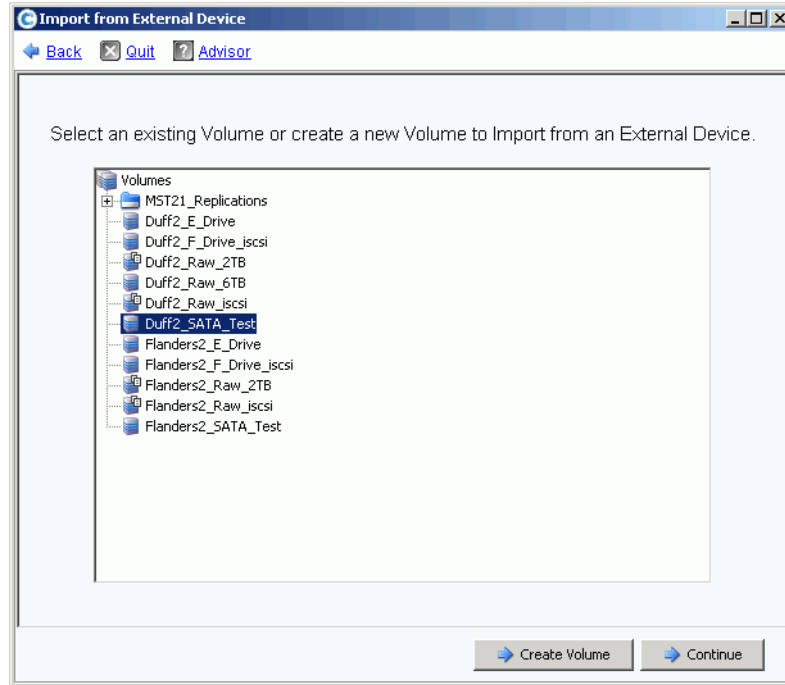 Import from External Device
Back Quit Advisor
Select an existing Volume or create a new Volume to Import from an External Device.
Volumes
MST21_Replications
Duff2_E_Drive
Duff2_F_Drive_iscsi
Duff2_Raw_2TB
Duff2_Raw_6TB
Duff2_Raw_iscsi
Duff2_SATA_Test
Flanders2_E_Drive
Flanders2_F_Drive_iscsi
Flanders2_Raw_2TB
Flanders2_Raw_iscsi
Flanders2_SATA_Test
Create Volume Continue